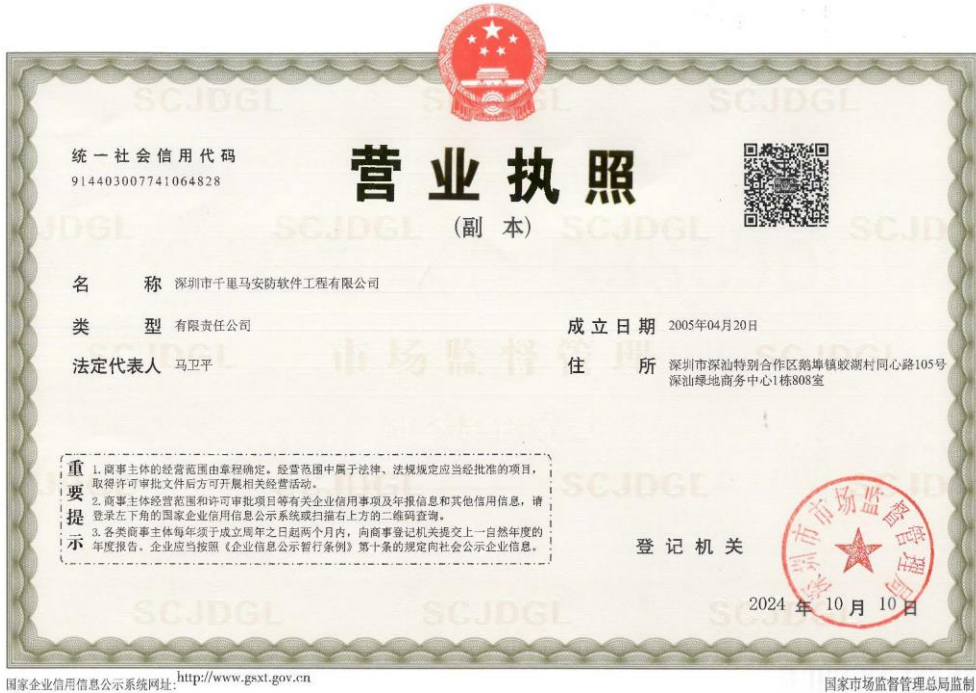 统一社会信用代码
914403007741064828
营业执照
(副 本)
名 称 深圳市千里马安防软件工程有限公司
类 型 有限责任公司
成立日期 2005年04月20日
法定代表人 马卫平
住 所 深圳市深汕特别合作区鹅埠镇蛟湖村同心路105号
深汕绿地商务中心1栋808室
重要提示
1. 商事主体的经营范围由章程确定。经营范围中属于法律、法规规定应当经批准的项目,
取得许可审批文件后方可开展相关经营活动。
2. 商事主体经营范围和许可审批项目等有关企业信用事项及年报信息和其他信用信息,请
登录左下角的国家企业信用信息公示系统或扫描右上方的二维码查询。
3. 各类商事主体每年须于成立周年之日起两个月内,向商事登记机关提交上一自然年度的
年度报告。企业应当按照《企业信息公示暂行条例》第十条的规定向社会公示企业信息。
登记机关
深圳市市场监督管理局
2024 年 10 月 10 日
国家企业信用信息公示系统网址:http://www.gsxt.gov.cn
国家市场监督管理总局监制
SCJDGL
市场监督管理